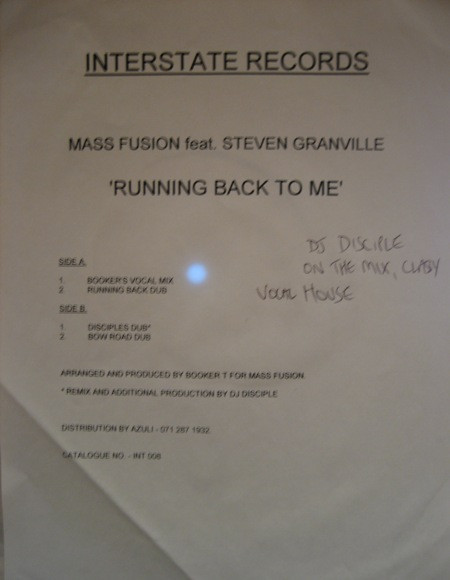 INTERSTATE RECORDS
MASS FUSION feat. STEVEN GRANVILLE
'RUNNING BACK TO ME'
DJ DISCIPLE
ON THE MIX, CLASY
VOCAL HOUSE
SIDE A.
1. BOOKER'S VOCAL MIX
2. RUNNING BACK DUB
SIDE B.
1. DISCIPLES DUB*
2. BOW ROAD DUB
ARRANGED AND PRODUCED BY BOOKER T FOR MASS FUSION.
* REMIX AND ADDITIONAL PRODUCTION BY DJ DISCIPLE
DISTRIBUTION BY AZULI - 071 287 1932.
CATALOGUE NO. - INT 006